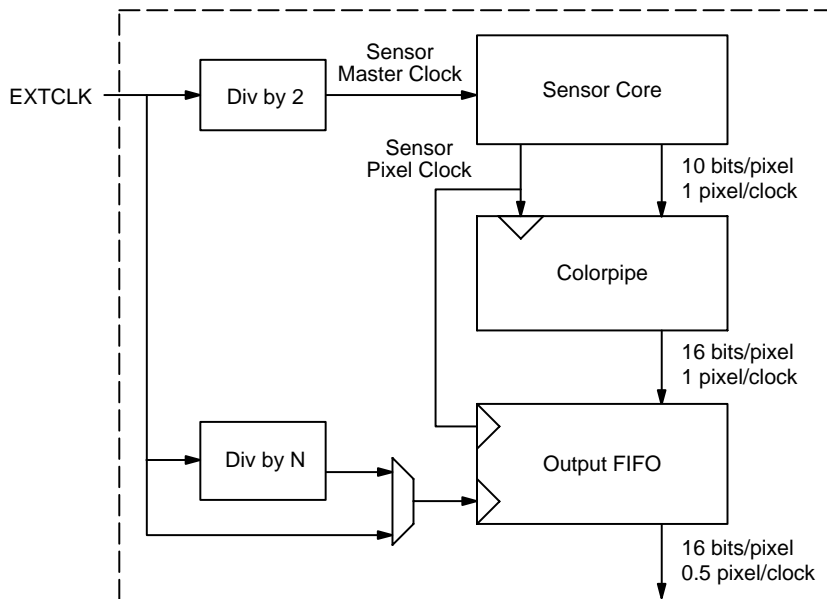 EXTCLK
Div by 2
Sensor
Master Clock
Sensor Core
Sensor
Pixel Clock
10 bits/pixel
1 pixel/clock
Colorpipe
16 bits/pixel
1 pixel/clock
Div by N
Output FIFO
16 bits/pixel
0.5 pixel/clock